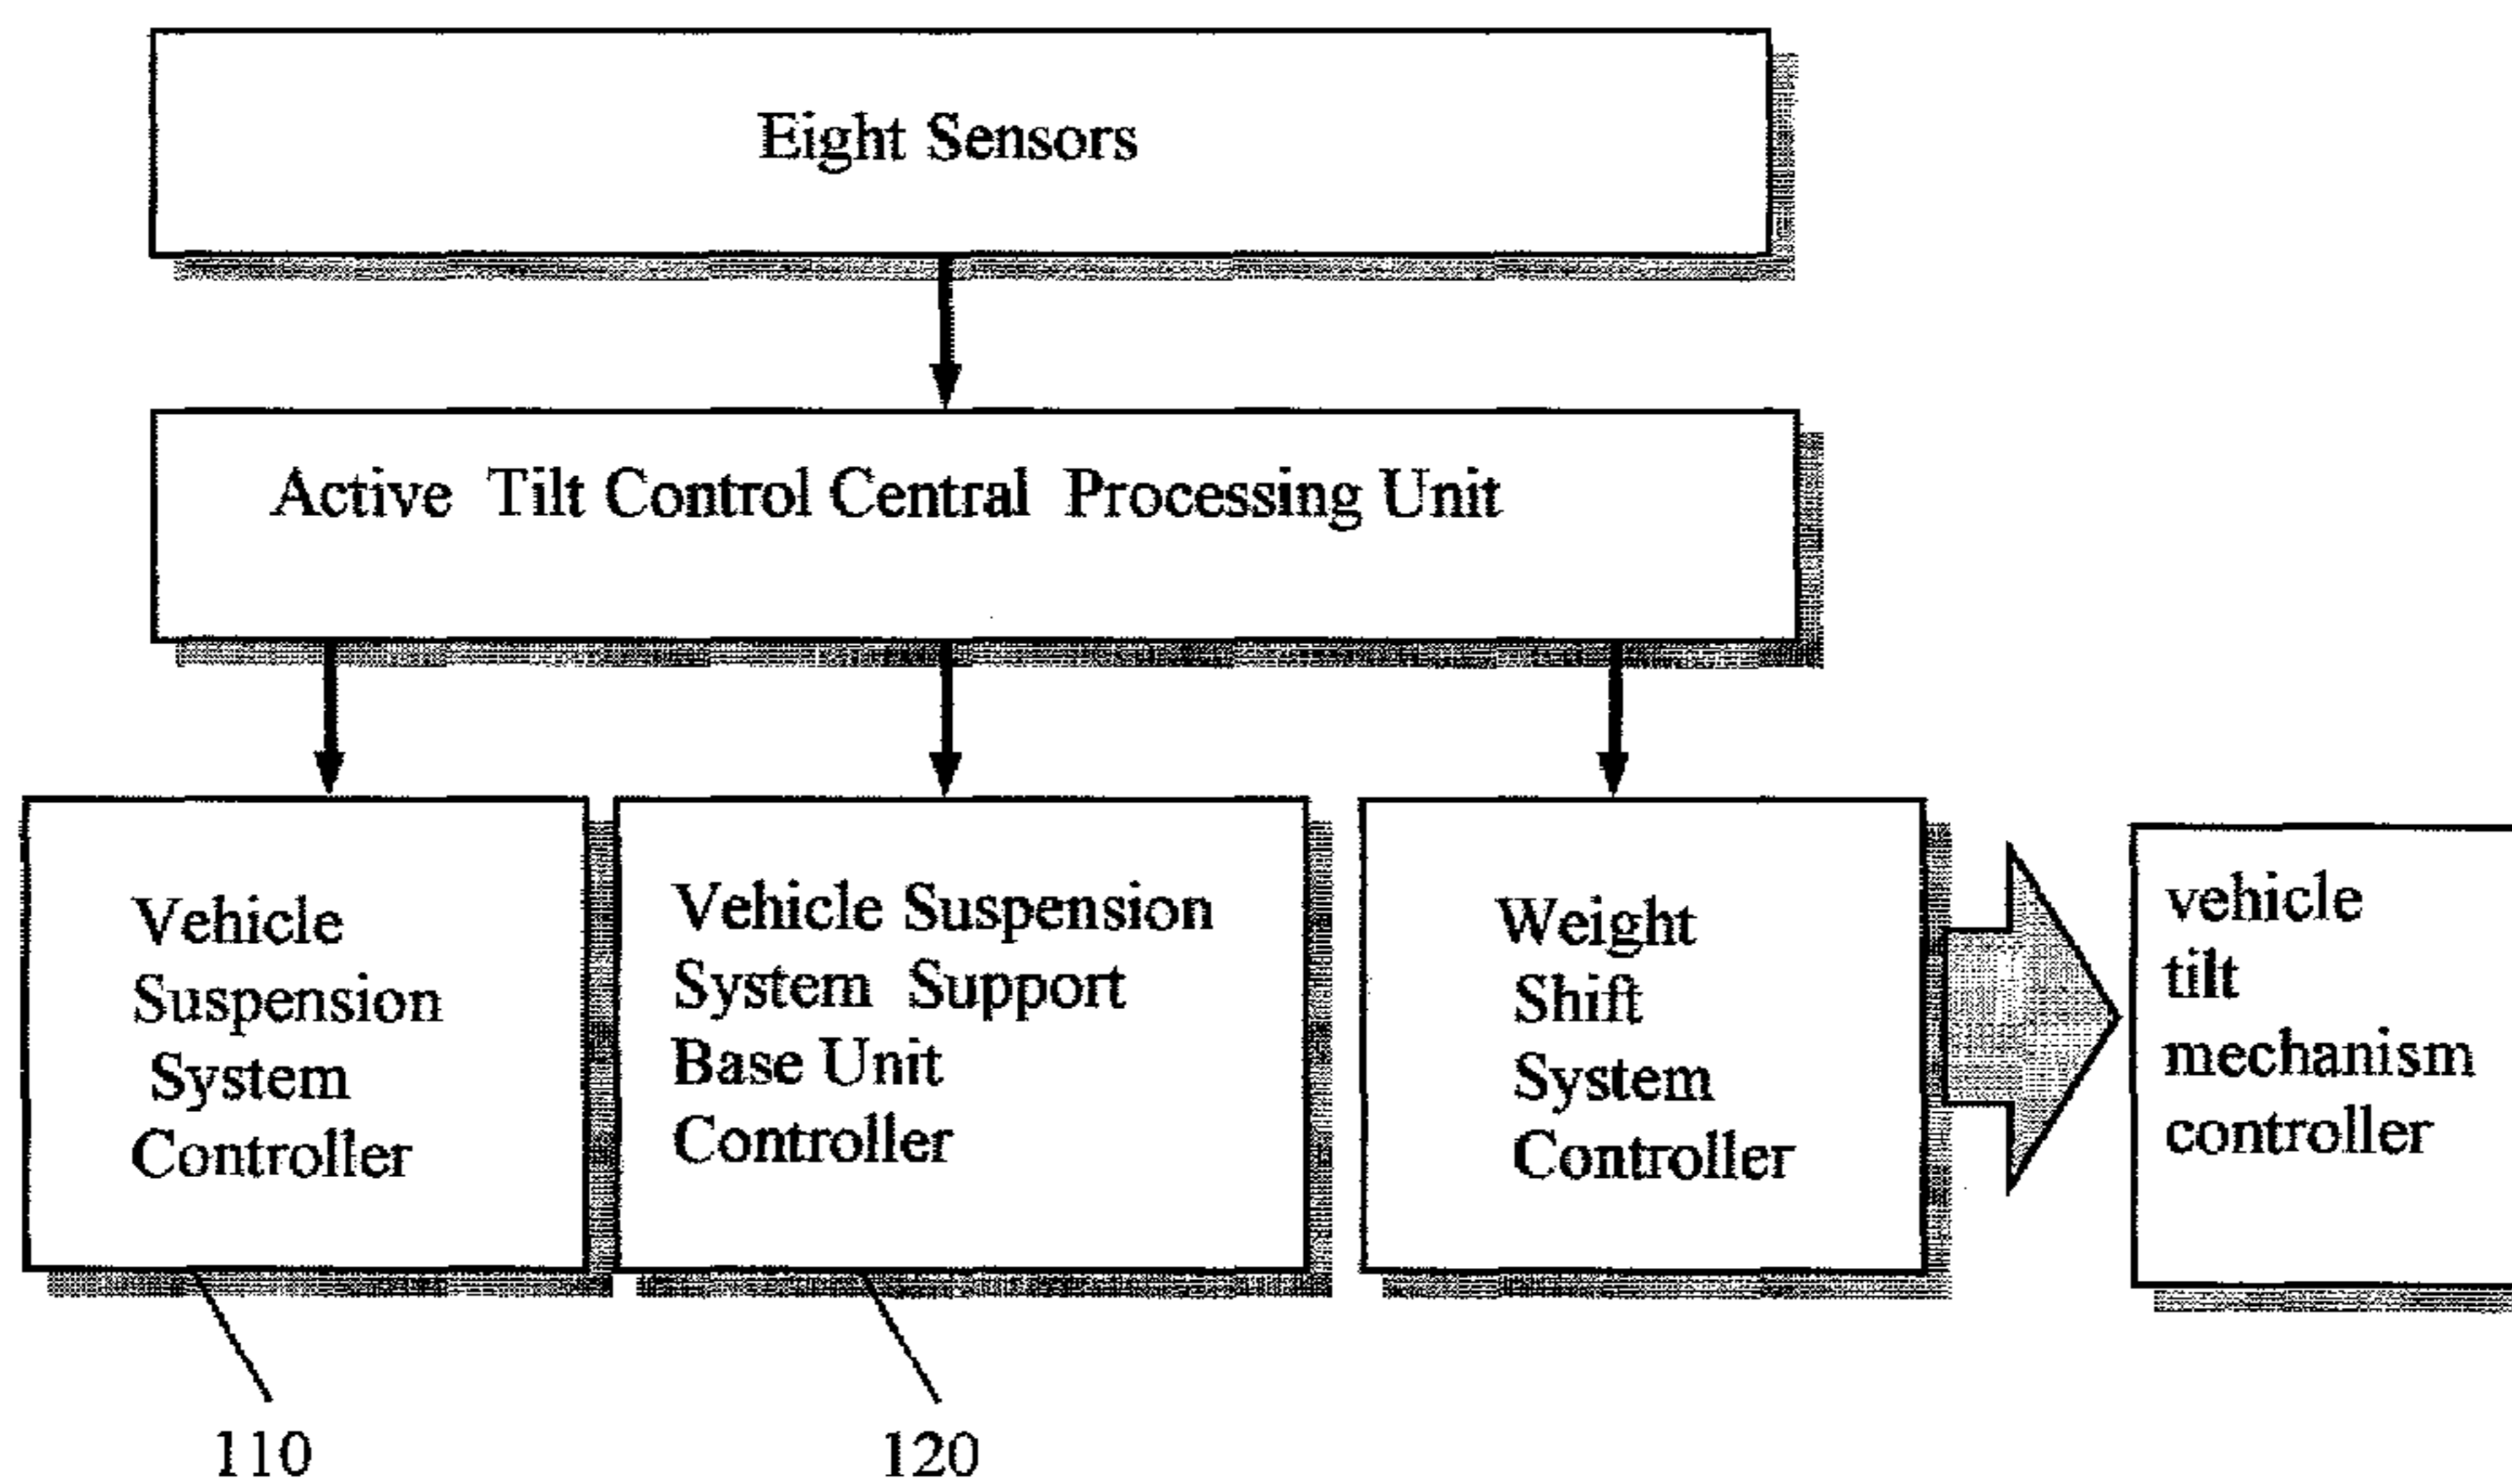 Eight Sensors
Active Tilt Control Central Processing Unit
Vehicle
Suspension
System
Controller
Vehicle Suspension
System Support
Base Unit
Controller
Weight
Shift
System
Controller
vehicle
tilt
mechanism
controller
110
120